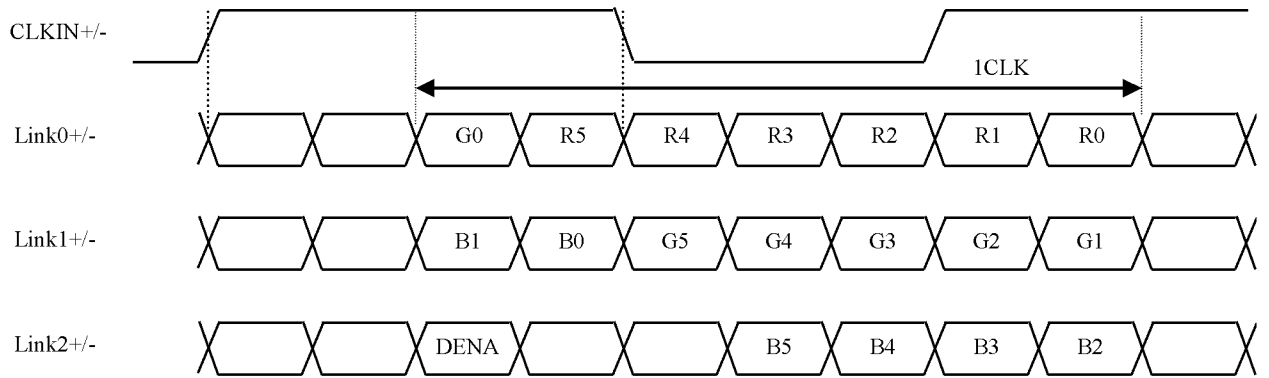 CLKIN+/-
1CLK
Link0+/- G0 R5 R4 R3 R2 R1 R0
Link1+/- B1 B0 G5 G4 G3 G2 G1
Link2+/- DENA B5 B4 B3 B2